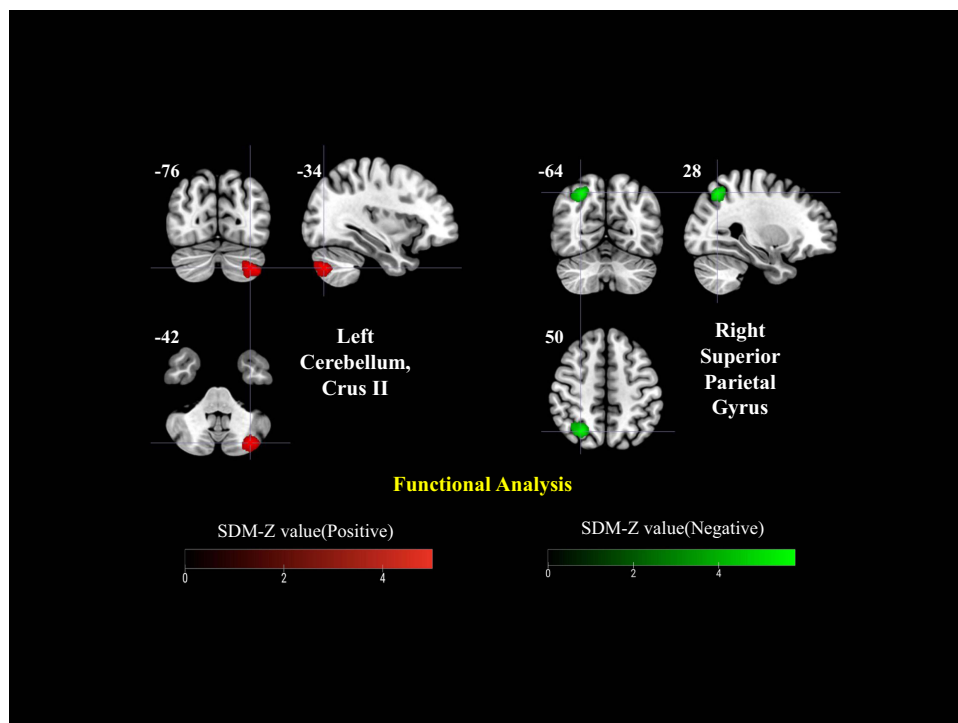 -76
-34
-42
Left
Cerebellum,
Crus II
-64
28
50
Right
Superior
Parietal
Gyrus
Functional Analysis
SDM-Z value(Positive)
0 2 4
SDM-Z value(Negative)
0 2 4